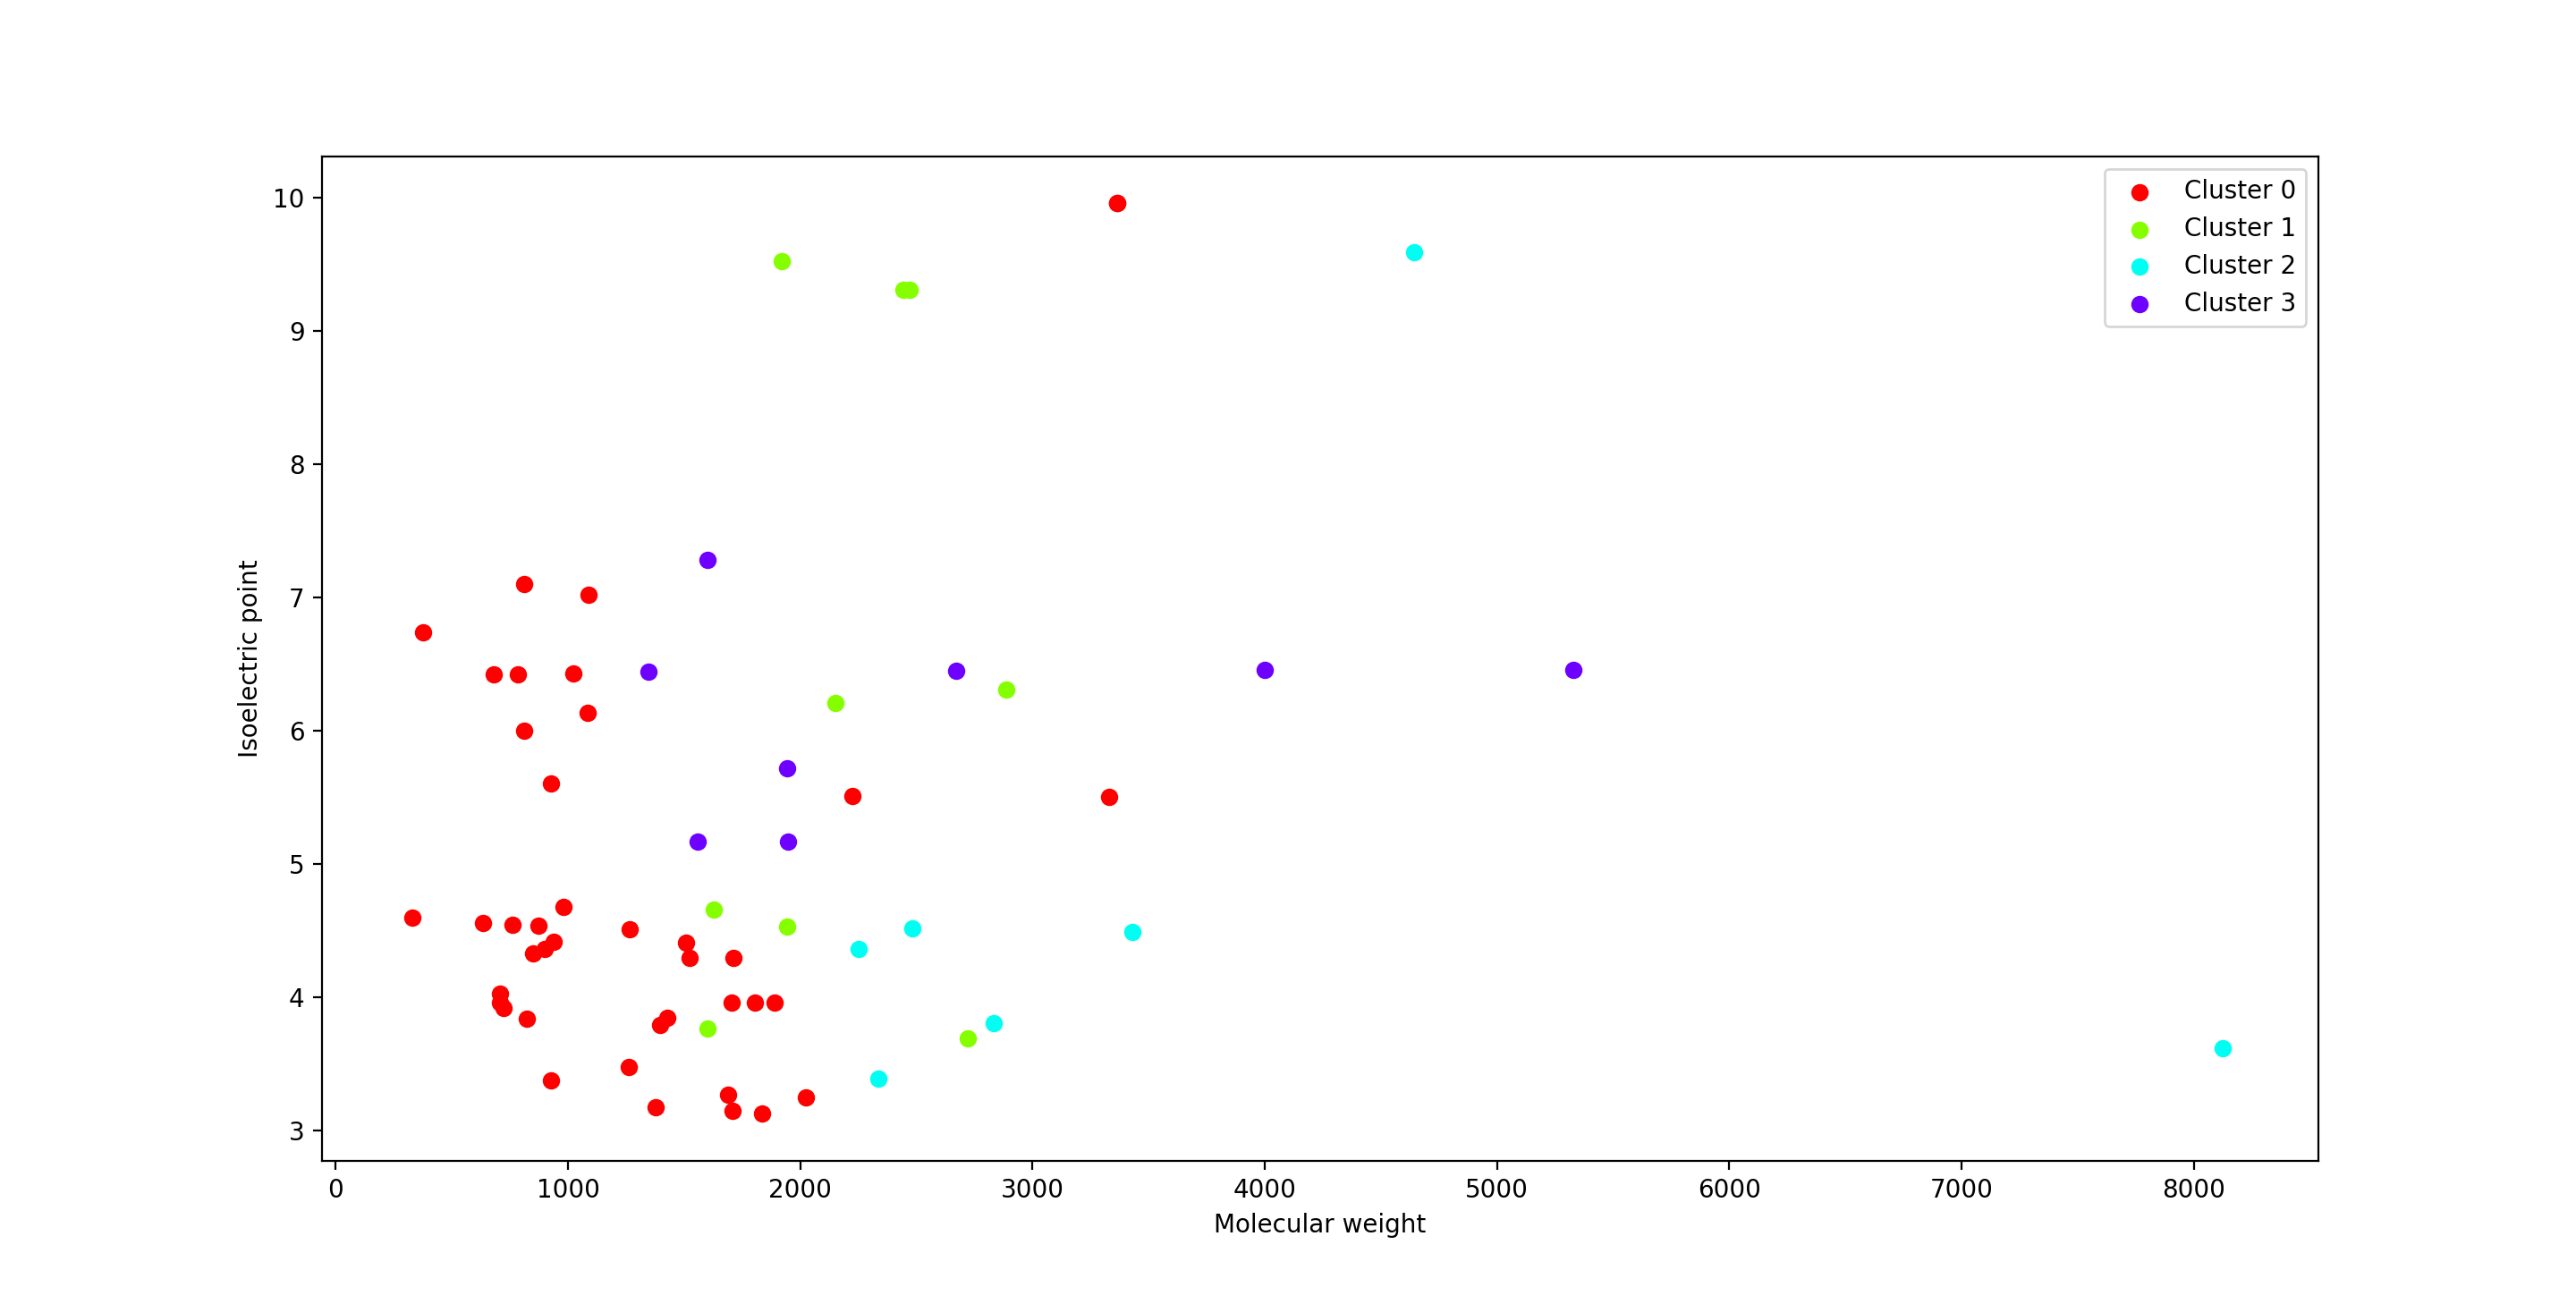 Cluster 0
Cluster 1
Cluster 2
Cluster 3
10
9
8
7
6
5
4
3
Isoelectric point
0 1000 2000 3000 4000 5000 6000 7000 8000
Molecular weight